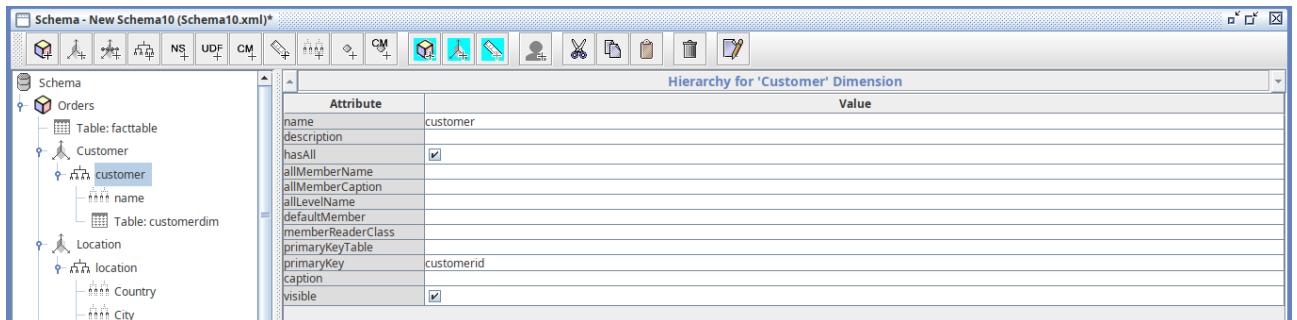 Schema - New Schema10 (Schema10.xml)*
NS UDF CM CM
Schema
Orders
Table: facttable
Customer
customer
name
Table: customerdim
Location
location
Country
City
Hierarchy for 'Customer' Dimension
Attribute Value
name customer
description
hasAll
allMemberName
allMemberCaption
allLevelName
defaultMember
memberReaderClass
primaryKeyTable
primaryKey customerid
caption
visible